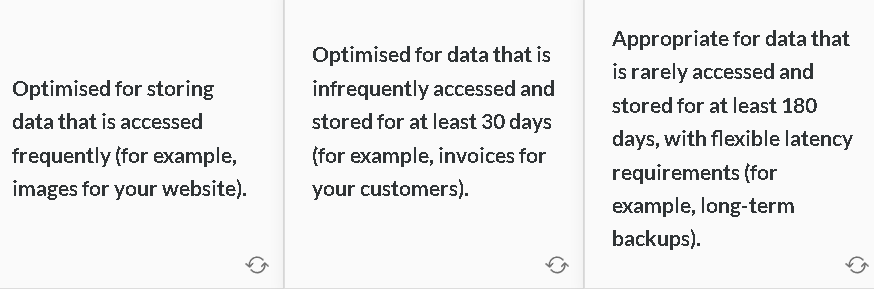 Optimised for storing
data that is accessed
frequently (for example,
images for your website).
Optimised for data that is
infrequently accessed and
stored for at least 30 days
(for example, invoices for
your customers).
Appropriate for data that
is rarely accessed and
stored for at least 180
days, with flexible latency
requirements (for
example, long-term
backups).